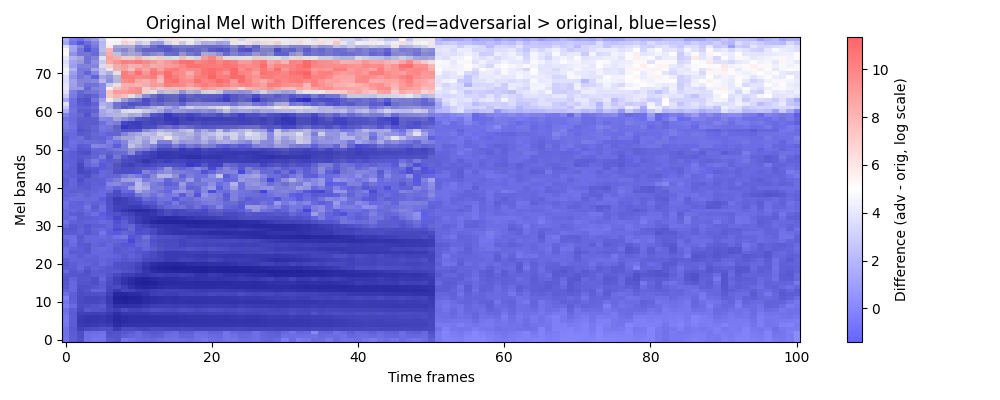 Original Mel with Differences (red=adversarial > original, blue=less)
Mel bands
70
60
50
40
30
20
10
0
0 20 40 60 80 100
Time frames
10
8
6
4
2
0
Difference (adv - orig, log scale)